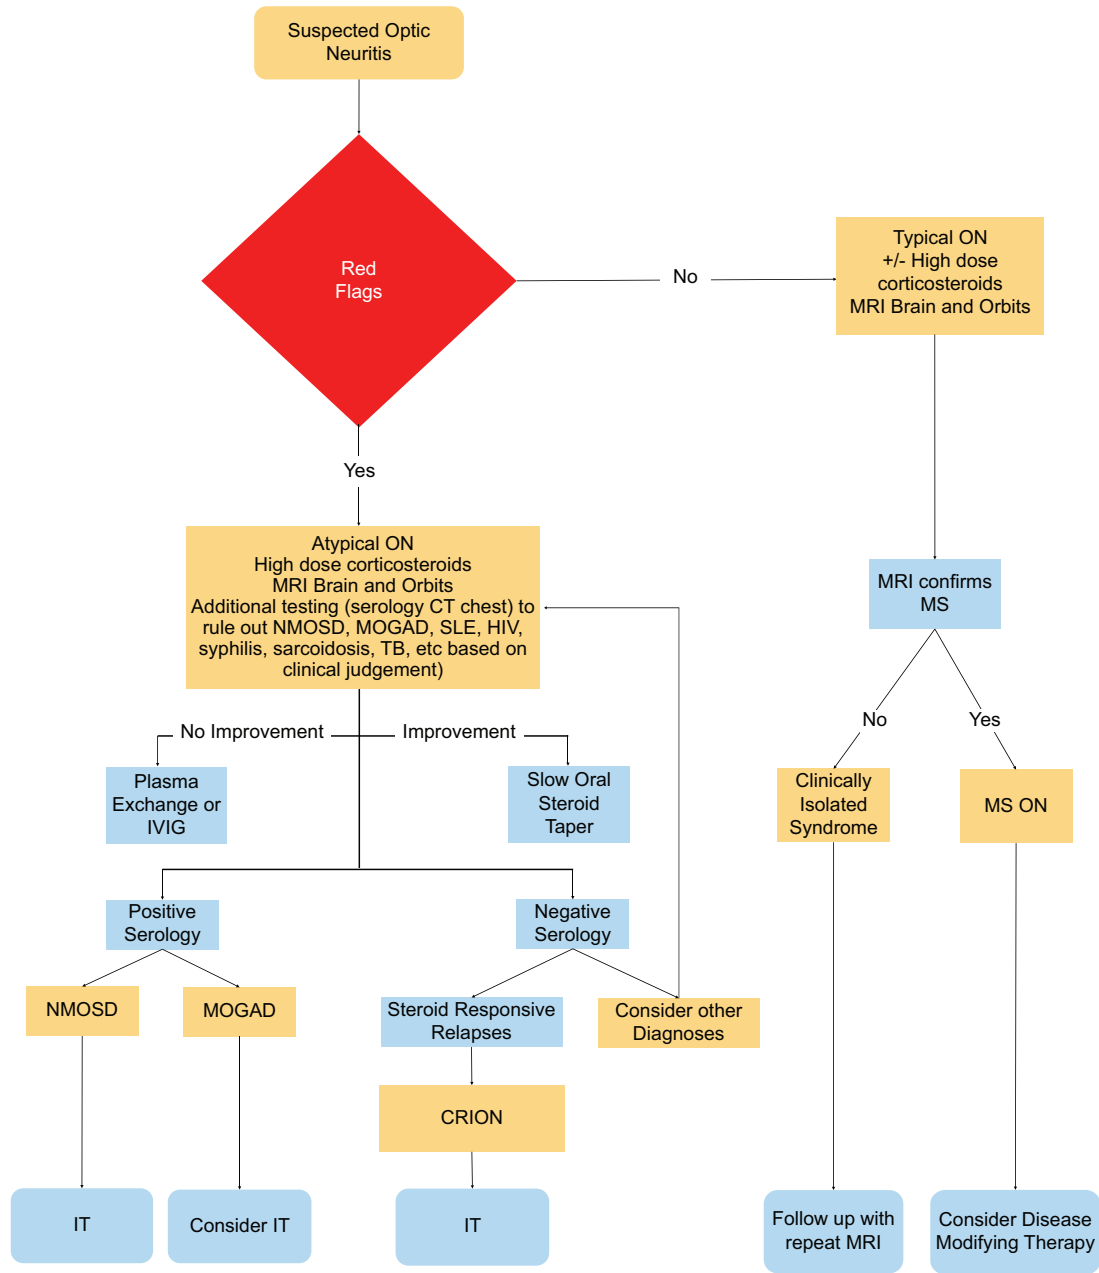 Suspected Optic
Neuritis
Red
Flags
No
Typical ON
+/- High dose
corticosteroids
MRI Brain and Orbits
Yes
Atypical ON
High dose corticosteroids
MRI Brain and Orbits
Additional testing (serology CT chest) to
rule out NMOSD, MOGAD, SLE, HIV,
syphilis, sarcoidosis, TB, etc based on
clinical judgement)
MRI confirms
MS
No
Yes
No Improvement
Improvement
Plasma
Exchange or
IVIG
Slow Oral
Steroid
Taper
Clinically
Isolated
Syndrome
MS ON
Positive
Serology
Negative
Serology
NMOSD
MOGAD
Steroid Responsive
Relapses
Consider other
Diagnoses
CRION
IT
Consider IT
IT
Follow up with
repeat MRI
Consider Disease
Modifying Therapy